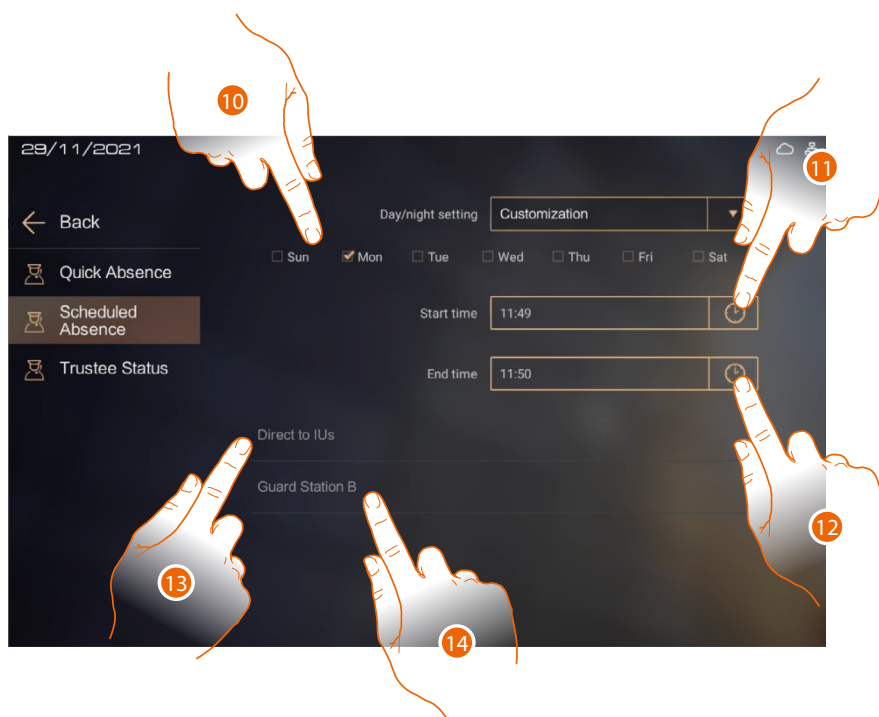 10
29/11/2021
11
Day/night setting Customization
Back
Sun Mon Tue Wed Thu Fri Sat
Quick Absence
Scheduled
Absence
Start time 11:49
Trustee Status
End time 11:50
Direct to IUs
Guard Station B
12
13
14